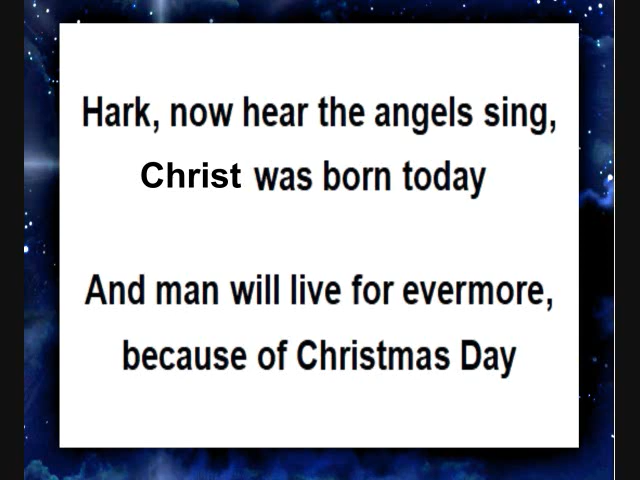 Hark, now hear the angels sing,
Christ was born today
And man will live for evermore,
because of Christmas Day